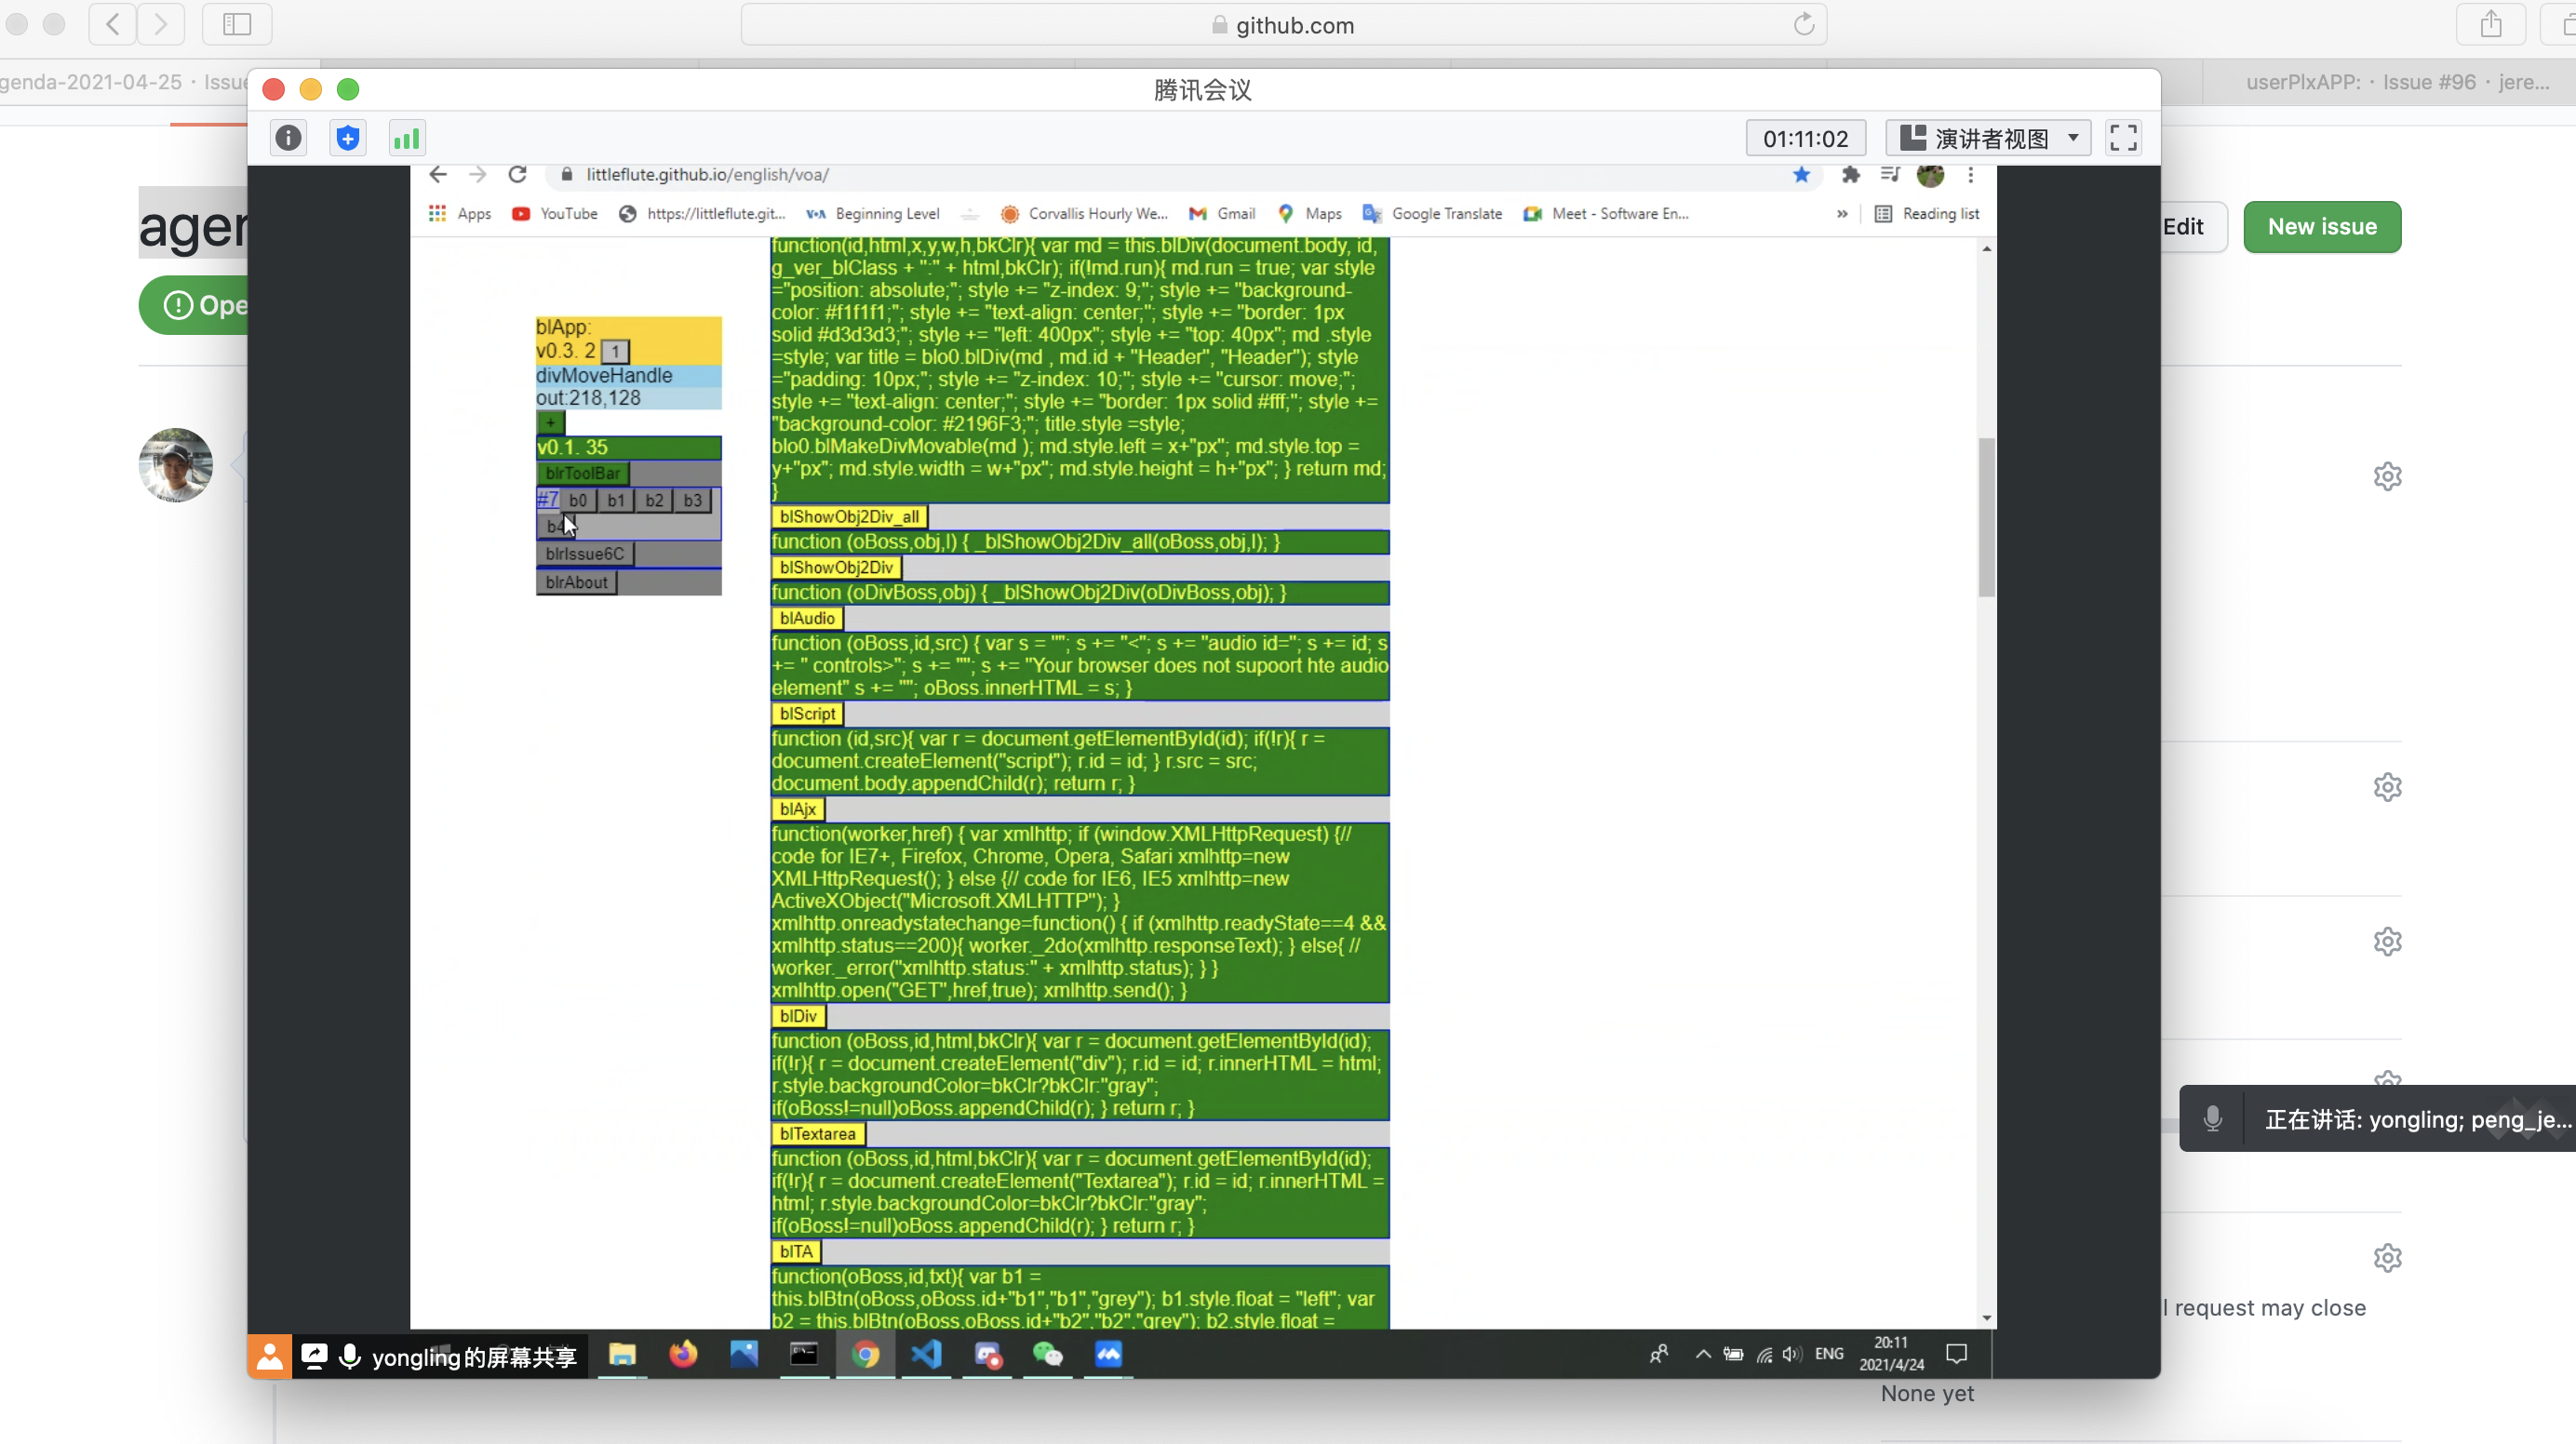 github.com
genda-2021-04-25 · Issue
userPlxAPP: · Issue #96 · jere...
腾讯会议
01:11:02
演讲者视图
agen
Edit
New issue
Ope
littleflute.github.io/english/voa/
Apps
YouTube
https://littleflute.git...
Beginning Level
Corvallis Hourly We...
Gmail
Maps
Google Translate
Meet - Software En...
»
Reading list
blApp:
v0.3. 2 1
divMoveHandle
out:218,128
+
v0.1. 35
blrToolBar
#7 b0 b1 b2 b3
b4
blrIssue6C
blrAbout
function(id,html,x,y,w,h,bkClr){ var md = this.blDiv(document.body, id,
g_ver_blClass + ":" + html,bkClr); if(!md.run){ md.run = true; var style
="position: absolute;"; style += "z-index: 9;"; style += "background-
color: #f1f1f1;"; style += "text-align: center;"; style += "border: 1px
solid #d3d3d3;"; style += "left: 400px"; style += "top: 40px"; md .style
=style; var title = blo0.blDiv(md , md.id + "Header", "Header"); style
="padding: 10px;"; style += "z-index: 10;"; style += "cursor: move;";
style += "text-align: center;"; style += "border: 1px solid #fff;"; style +=
"background-color: #2196F3;"; title.style =style;
blo0.blMakeDivMovable(md ); md.style.left = x+"px"; md.style.top =
y+"px"; md.style.width = w+"px"; md.style.height = h+"px"; } return md;
}
blShowObj2Div_all
function (oBoss,obj,l) { _blShowObj2Div_all(oBoss,obj,l); }
blShowObj2Div
function (oDivBoss,obj) { _blShowObj2Div(oDivBoss,obj); }
blAudio
function (oBoss,id,src) { var s = ""; s += "<"; s += "audio id="; s += id; s
+= " controls>"; s += ""; s += "Your browser does not supoort hte audio
element" s += ""; oBoss.innerHTML = s; }
blScript
function (id,src){ var r = document.getElementById(id); if(!r){ r =
document.createElement("script"); r.id = id; } r.src = src;
document.body.appendChild(r); return r; }
blAjx
function(worker,href) { var xmlhttp; if (window.XMLHttpRequest) {//
code for IE7+, Firefox, Chrome, Opera, Safari xmlhttp=new
XMLHttpRequest(); } else {// code for IE6, IE5 xmlhttp=new
ActiveXObject("Microsoft.XMLHTTP"); }
xmlhttp.onreadystatechange=function() { if (xmlhttp.readyState==4 &&
xmlhttp.status==200){ worker._2do(xmlhttp.responseText); } else{ //
worker._error("xmlhttp.status:" + xmlhttp.status); } }
xmlhttp.open("GET",href,true); xmlhttp.send(); }
blDiv
function (oBoss,id,html,bkClr){ var r = document.getElementById(id);
if(!r){ r = document.createElement("div"); r.id = id; r.innerHTML = html;
r.style.backgroundColor=bkClr?bkClr:"gray";
if(oBoss!=null)oBoss.appendChild(r); } return r; }
blTextarea
function (oBoss,id,html,bkClr){ var r = document.getElementById(id);
if(!r){ r = document.createElement("Textarea"); r.id = id; r.innerHTML =
html; r.style.backgroundColor=bkClr?bkClr:"gray";
if(oBoss!=null)oBoss.appendChild(r); } return r; }
blTA
function(oBoss,id,txt){ var b1 =
this.blBtn(oBoss,oBoss.id+"b1","b1","grey"); b1.style.float = "left"; var
b2 = this.blBtn(oBoss,oBoss.id+"b2","b2","grey"); b2.style.float =
正在讲话: yongling; peng_je...
l request may close
yongling的屏幕共享
ENG
20:11
2021/4/24
None yet